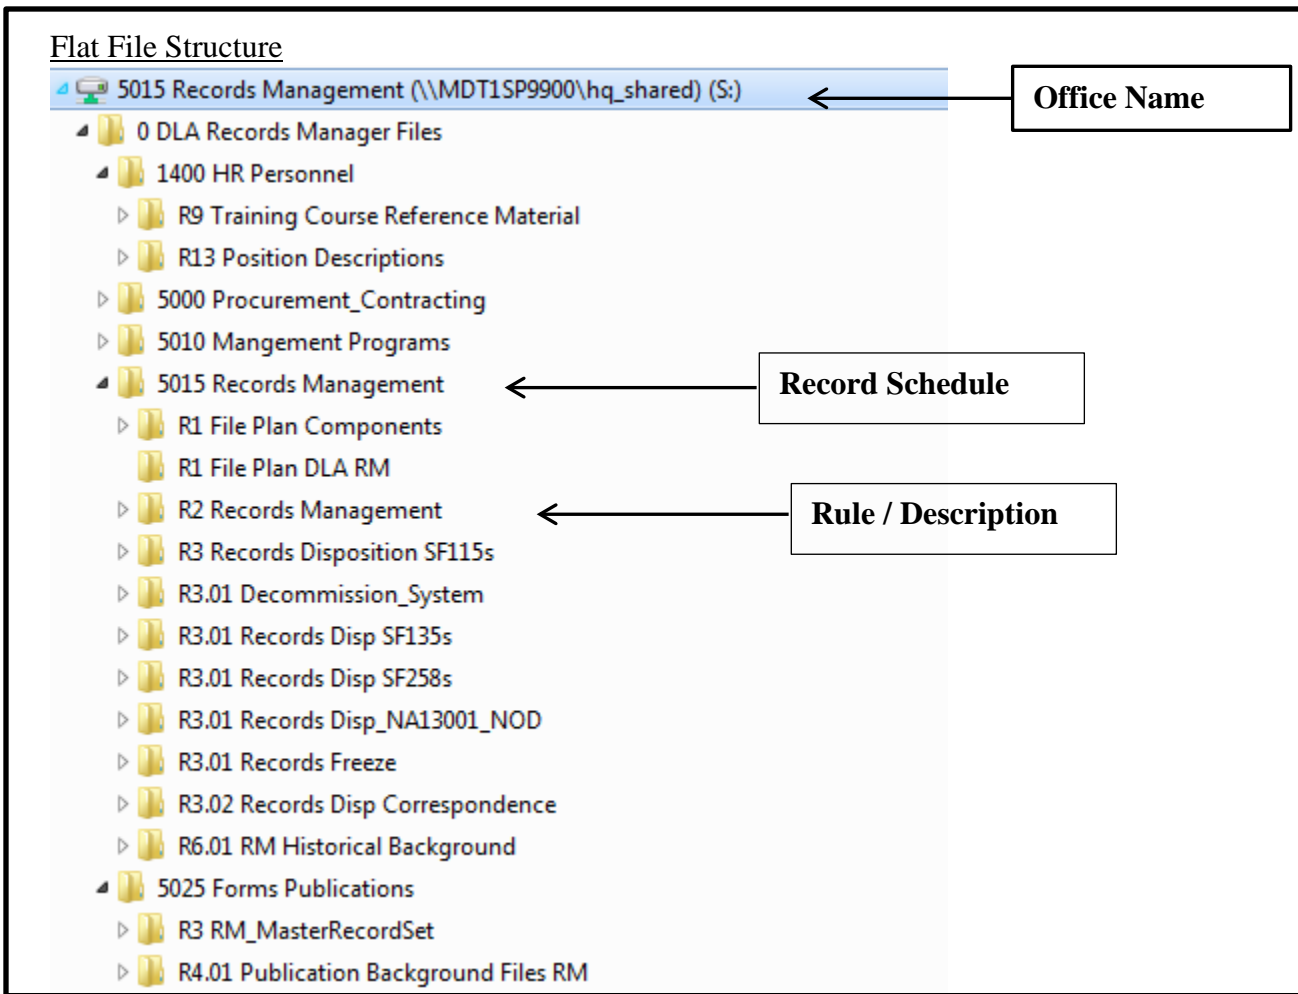 Flat File Structure
5015 Records Management (\\MDT1SP9900\hq_shared) (S:)
Office Name
0 DLA Records Manager Files
1400 HR Personnel
R9 Training Course Reference Material
R13 Position Descriptions
5000 Procurement_Contracting
5010 Mangement Programs
5015 Records Management
Record Schedule
R1 File Plan Components
R1 File Plan DLA RM
R2 Records Management
Rule / Description
R3 Records Disposition SF115s
R3.01 Decommission_System
R3.01 Records Disp SF135s
R3.01 Records Disp SF258s
R3.01 Records Disp_NA13001_NOD
R3.01 Records Freeze
R3.02 Records Disp Correspondence
R6.01 RM Historical Background
5025 Forms Publications
R3 RM_MasterRecordSet
R4.01 Publication Background Files RM